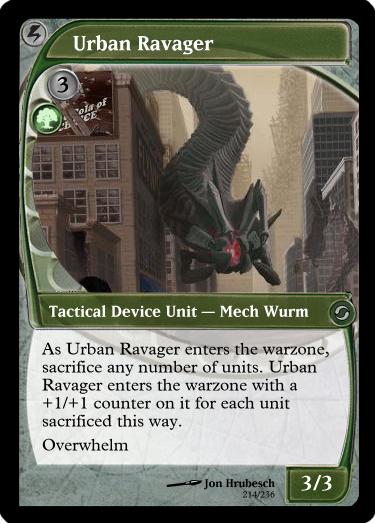 Urban Ravager
3
Tactical Device Unit — Mech Wurm
As Urban Ravager enters the warzone,
sacrifice any number of units. Urban
Ravager enters the warzone with a
+1/+1 counter on it for each unit
sacrificed this way.
Overwhelm
Jon Hrubesch
214/236
3/3